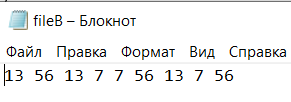 fileB – Блокнот
Файл Правка Формат Вид Справка
13 56 13 7 7 56 13 7 56